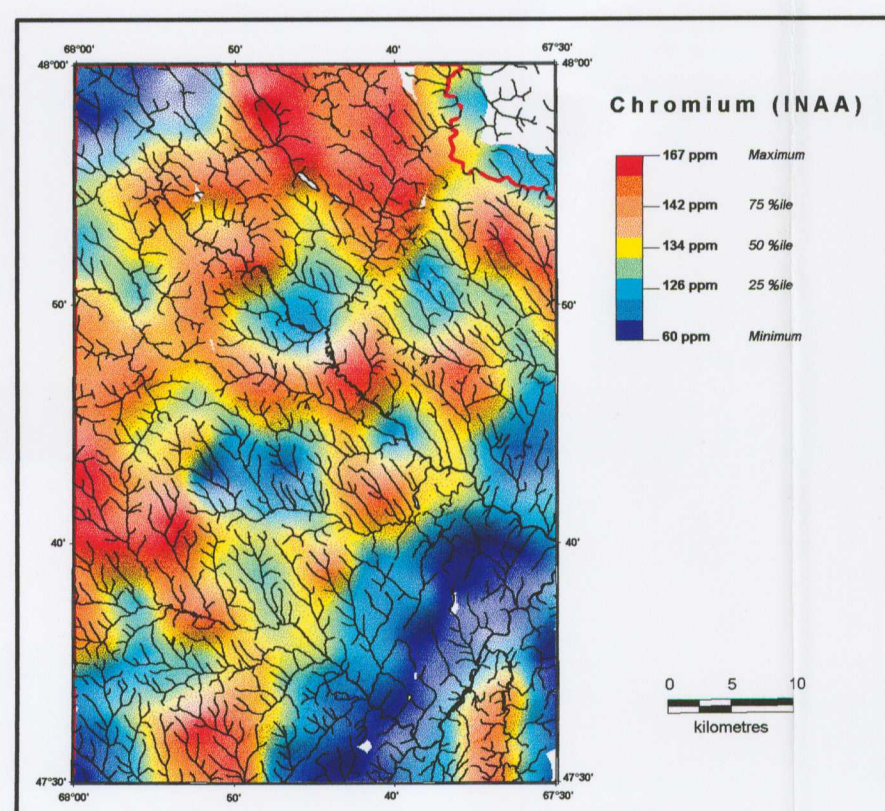 68°00' 50' 40' 67°30'
48°00' 48°00'
Chromium (INAA)
167 ppm Maximum
142 ppm 75 %ile
134 ppm 50 %ile
126 ppm 25 %ile
60 ppm Minimum
50' 50'
40' 40'
0 5 10
kilometres
47°30' 47°30'
68°00' 50' 40' 67°30'